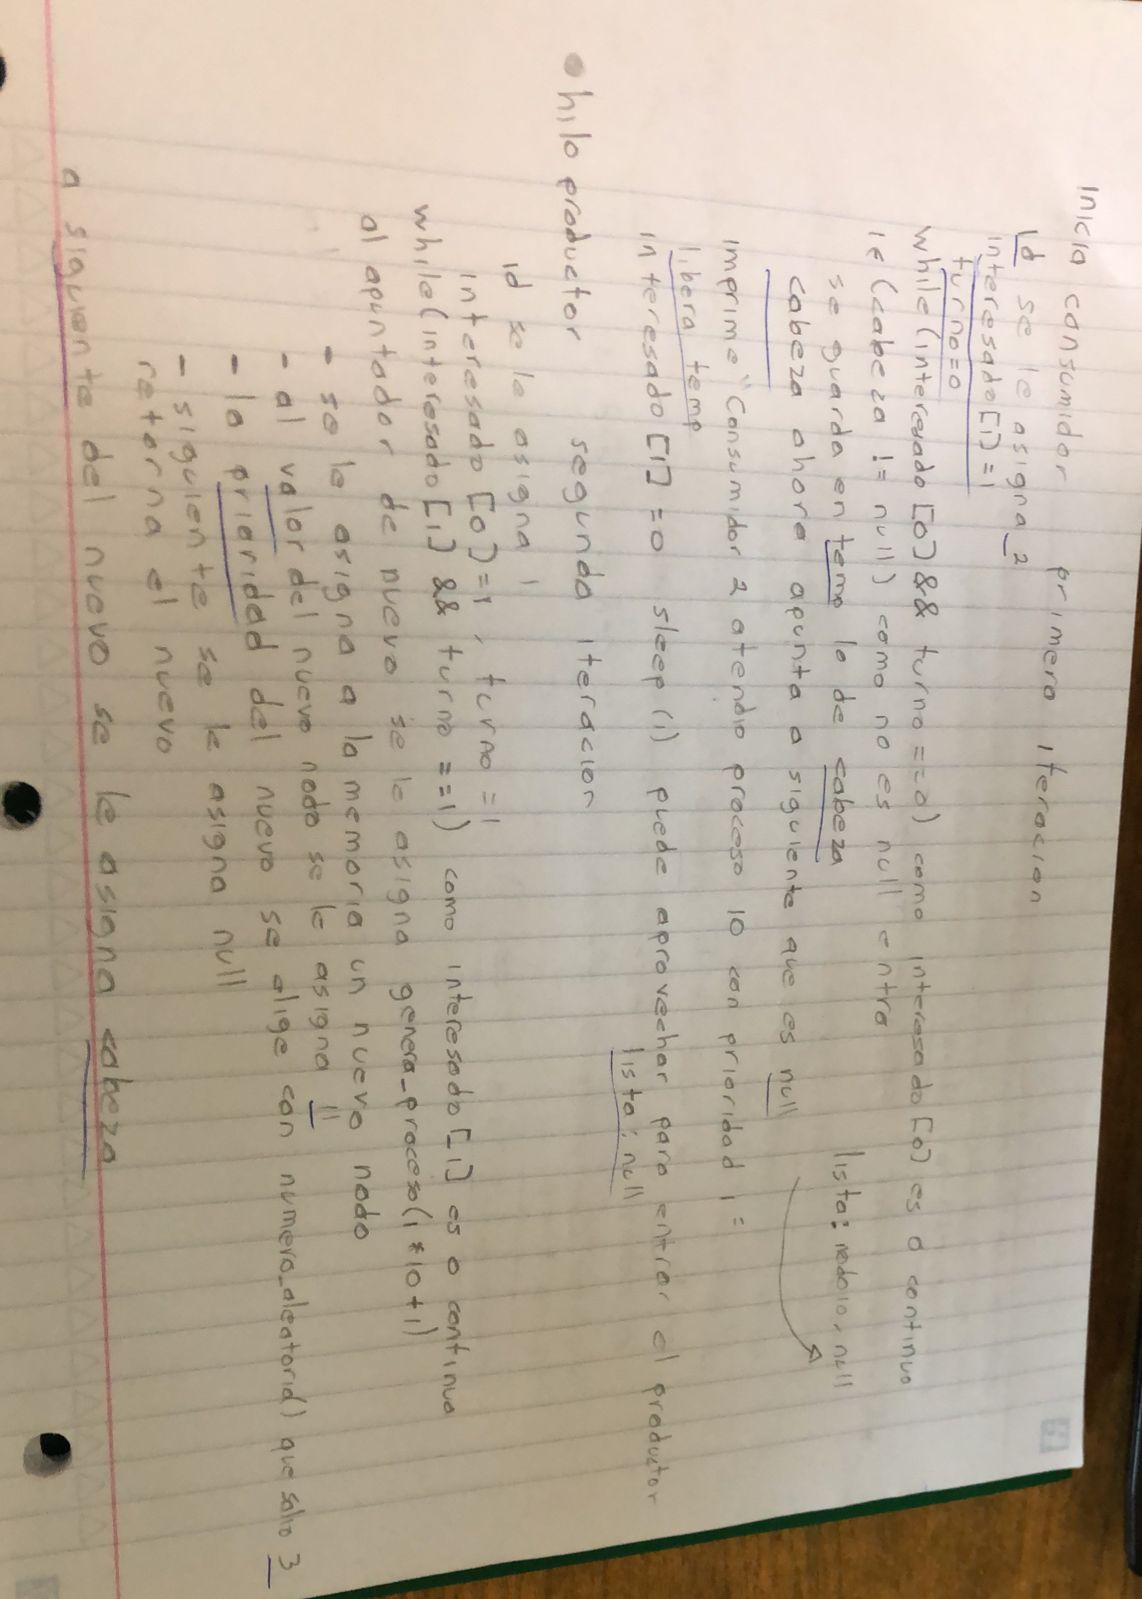 Inicia consumidor primera iteracion
id se le asigna 2
interesado[1]=1
turno=0
while(interesado[0]&& turno==0) como interesado[0] es 0 continuo
if (cabeza != null) como no es null entra
se guarda en temp lo de cabeza lista: nodo10, null
cabeza ahora apunta a siguiente que es null
imprime "Consumidor 2 atendio proceso 10 con prioridad 1 =
libera temp
interesado[1]=0 sleep(1) puede aprovechar para entrar el productor
lista: null
segunda iteracion
• hilo productor
id se le asigna 1
interesado[0]=1, turno=1
while(interesado[1] && turno ==1) como interesado[1] es 0 continuo
al apuntador de nuevo se le asigna genera_proceso(1*10+1)
- se le asigna a la memoria un nuevo nodo
- al valor del nuevo nodo se le asigna 11
- la prioridad del nuevo se elige con numero_aleatorio() que salio 3
- siguiente se le asigna null
retorna el nuevo
a siguiente del nuevo se le asigna cabeza